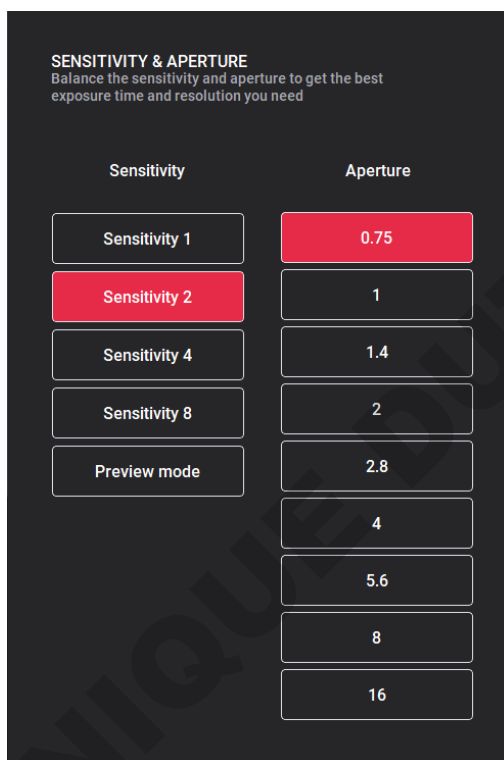 SENSITIVITY & APERTURE
Balance the sensitivity and aperture to get the best
exposure time and resolution you need
Sensitivity
Aperture
Sensitivity 1
Sensitivity 2
Sensitivity 4
Sensitivity 8
Preview mode
0.75
1
1.4
2
2.8
4
5.6
8
16